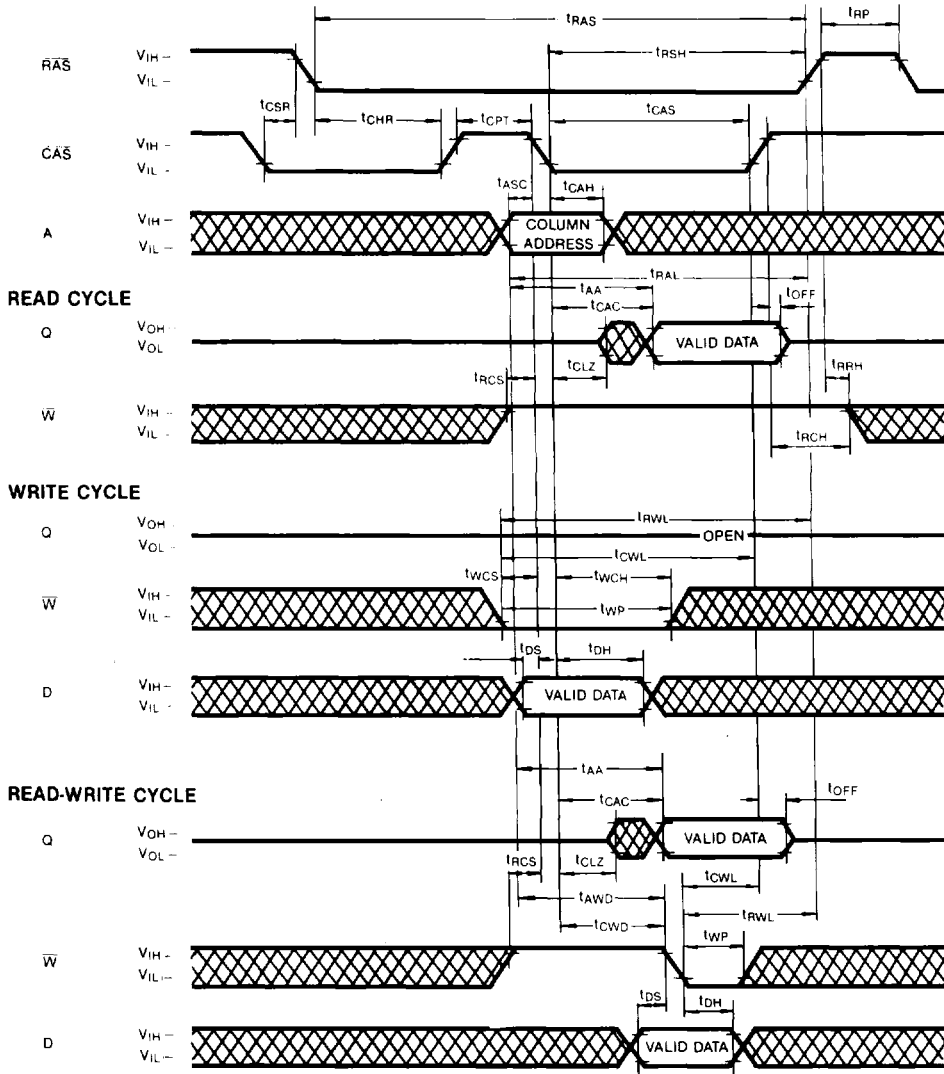 tRAS
tRP
tRSH
RAS
VIH–
VIL–
tCSR
tCHR
tCPT
tCAS
CAS
VIH–
VIL–
tASC
tCAH
A
VIH–
VIL–
COLUMN
ADDRESS
tRAL
tAA
READ CYCLE
tCAC
tOFF
Q
VOH–
VOL
VALID DATA
tRCS
tCLZ
tRRH
W
VIH–
VIL–
tRCH
WRITE CYCLE
tRWL
Q
VOH–
VOL–
OPEN
tCWL
tWCS
tWCH
W
VIH–
VIL–
tWP
tDS
tDH
D
VIH–
VIL–
VALID DATA
tAA
READ-WRITE CYCLE
tCAC
tOFF
Q
VOH–
VOL–
VALID DATA
tRCS
tCLZ
tCWL
tAWD
tRWL
tCWD
tWP
W
VIH–
VIL–
tDS
tDH
D
VIH–
VIL–
VALID DATA